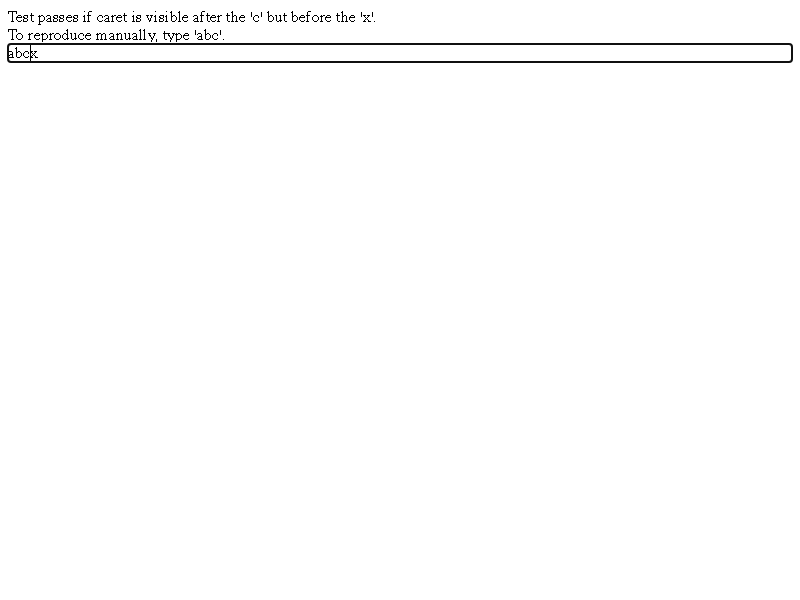 Test passes if caret is visible after the 'c' but before the 'x'.
To reproduce manually, type 'abc'.
abcx